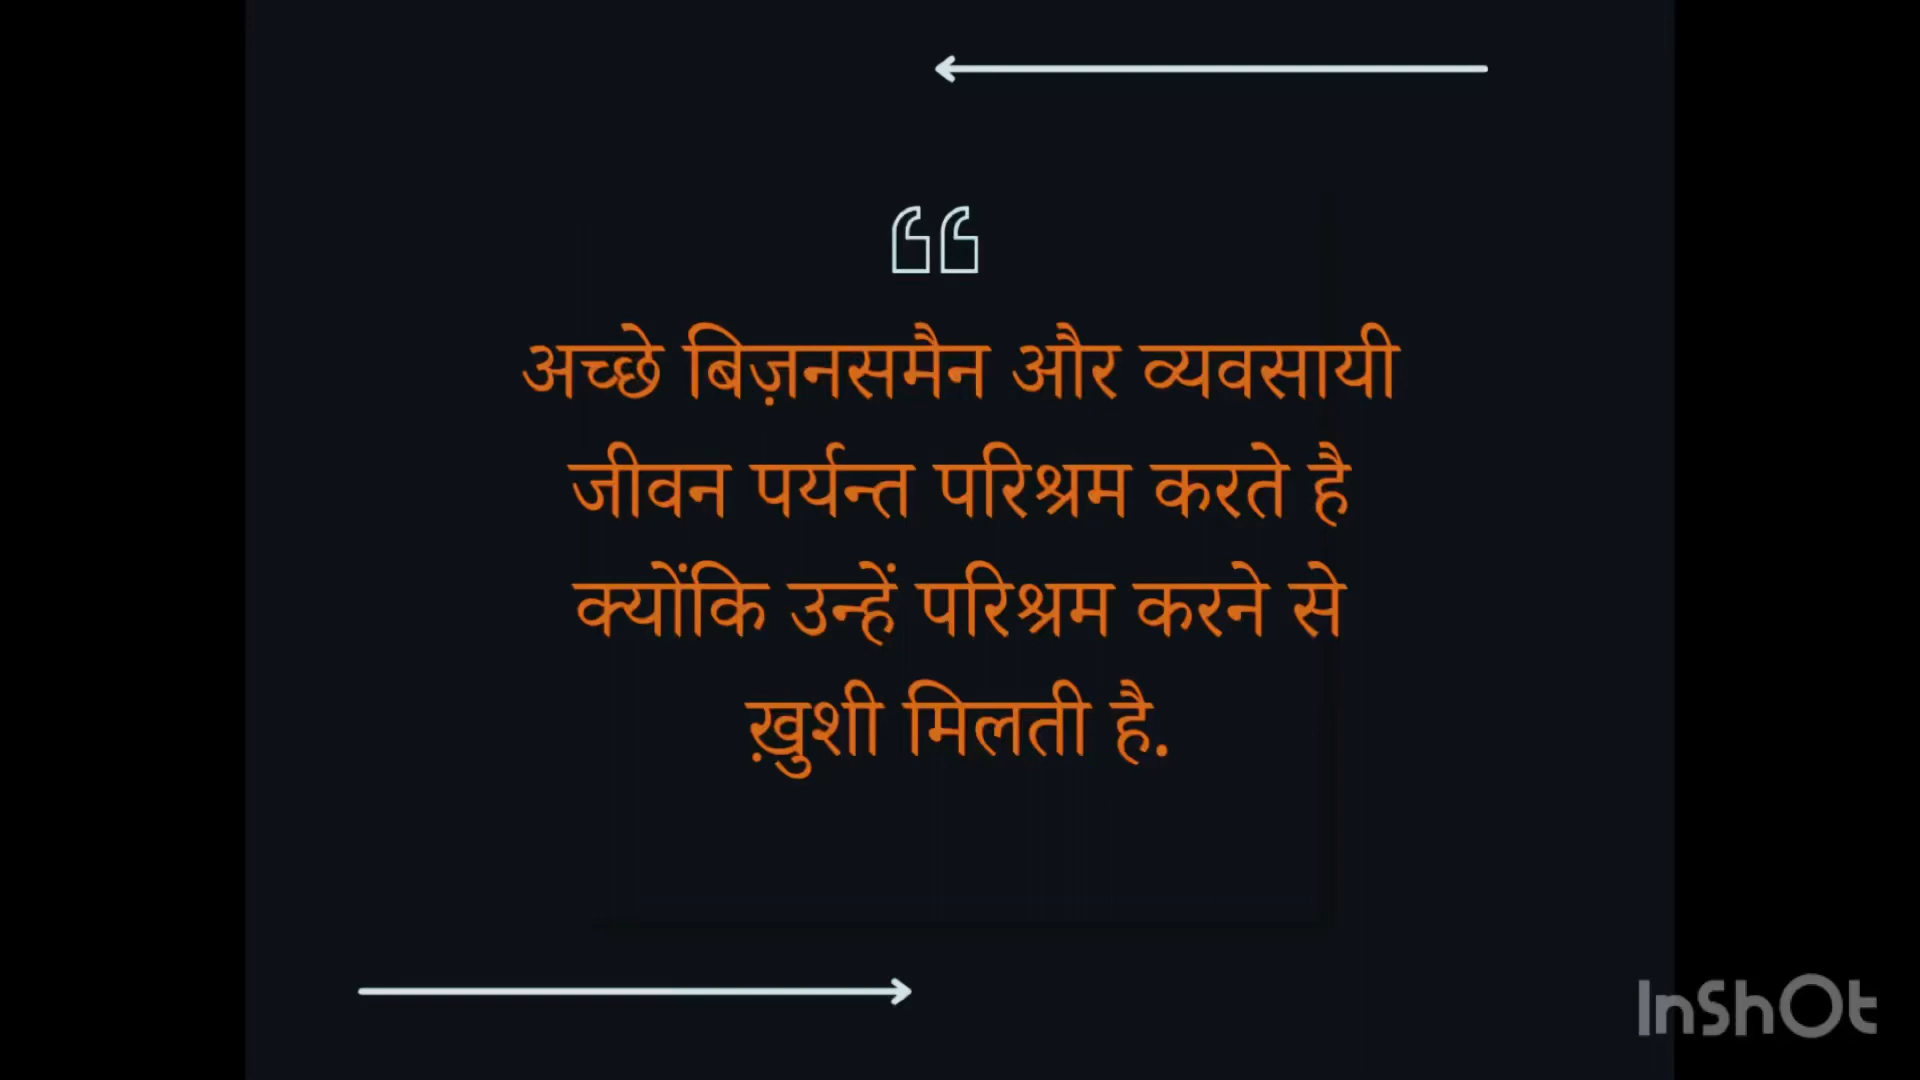 अच्छे बिज़नसमैन और व्यवसायी
जीवन पर्यन्त परिश्रम करते है
क्योंकि उन्हें परिश्रम करने से
ख़ुशी मिलती है.
InShOt